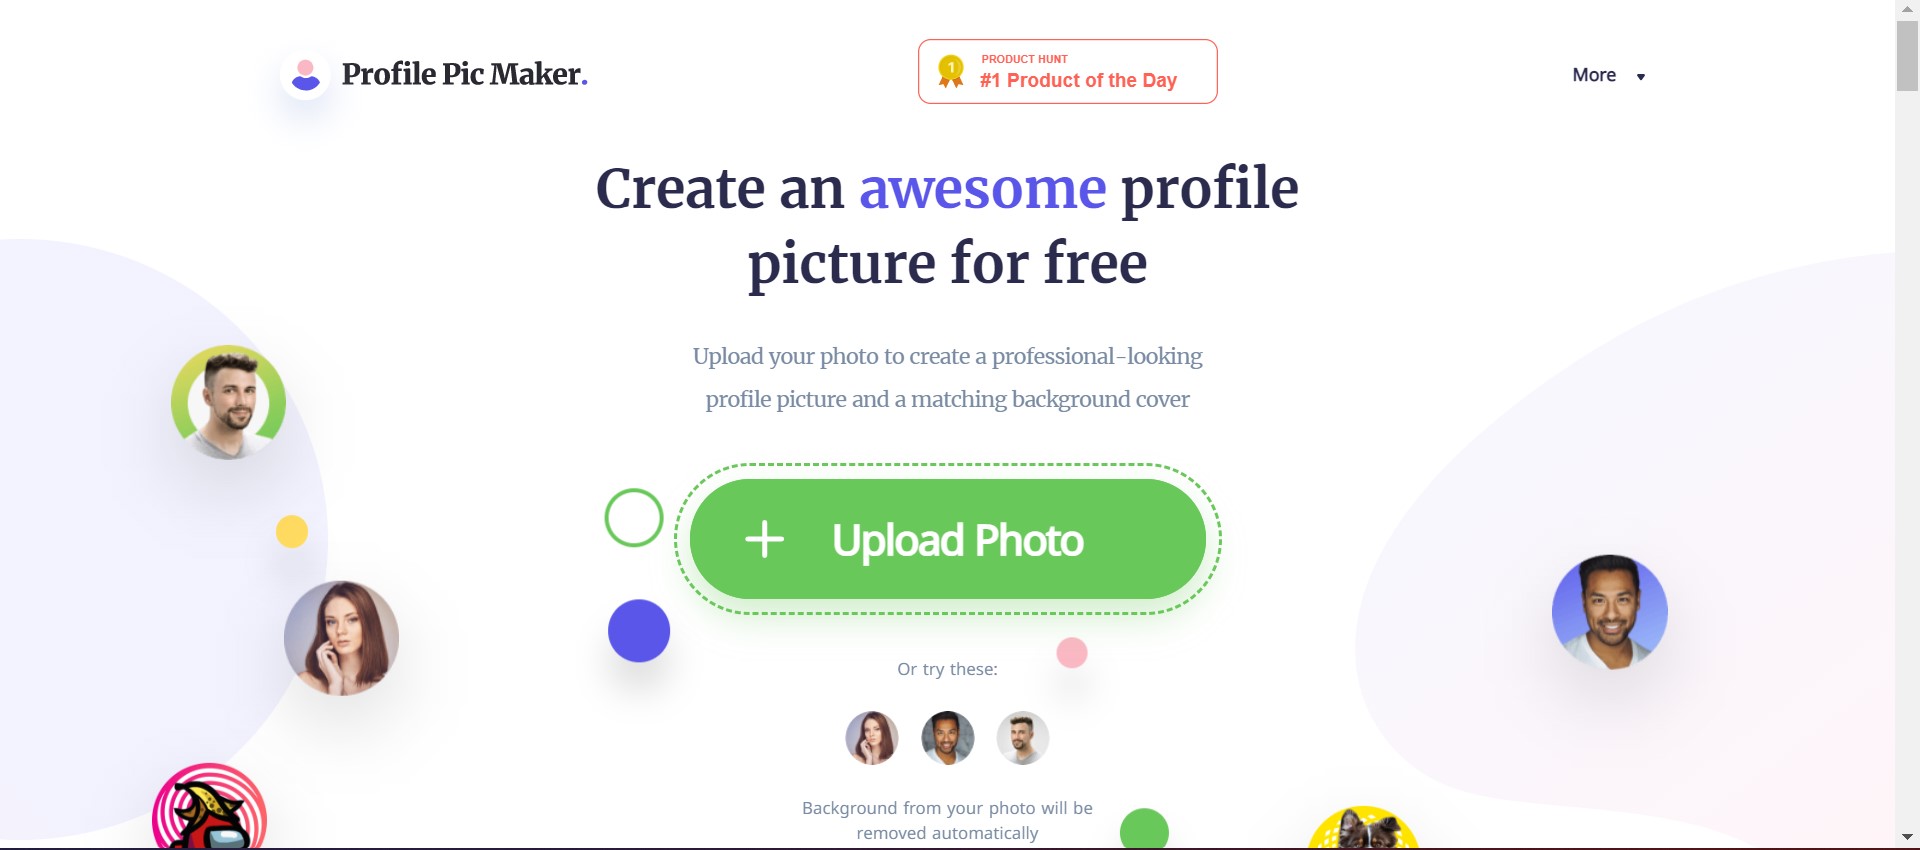 Profile Pic Maker.
1
PRODUCT HUNT
#1 Product of the Day
More
Create an awesome profile
picture for free
Upload your photo to create a professional-looking
profile picture and a matching background cover
+ Upload Photo
Or try these:
Background from your photo will be
removed automatically